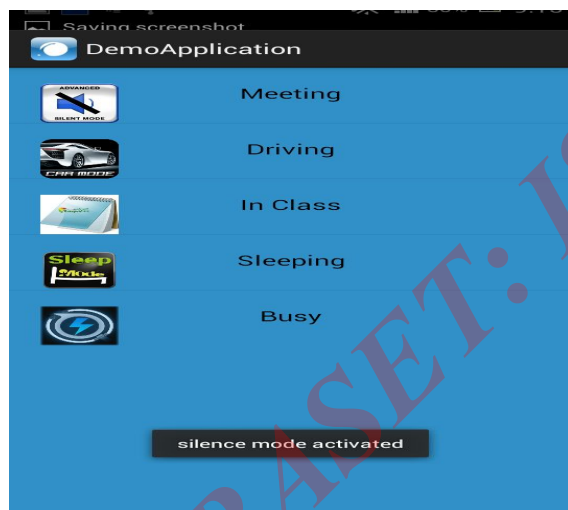 Saving screenshot
DemoApplication
ADVANCED
SILENT MODE
Meeting
CAR MODE
Driving
In Class
Sleep
Mode
Sleeping
Busy
silence mode activated